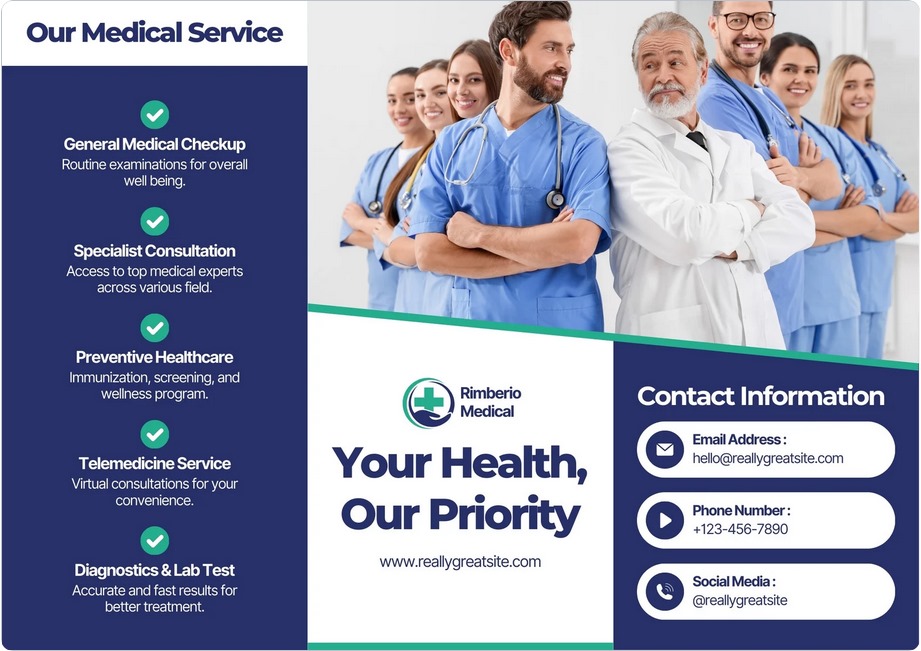 Our Medical Service
General Medical Checkup
Routine examinations for overall
well being.
Specialist Consultation
Access to top medical experts
across various field.
Preventive Healthcare
Immunization, screening, and
wellness program.
Telemedicine Service
Virtual consultations for your
convenience.
Diagnostics & Lab Test
Accurate and fast results for
better treatment.
Rimberio
Medical
Your Health,
Our Priority
www.reallygreatsite.com
Contact Information
Email Address :
hello@reallygreatsite.com
Phone Number :
+123-456-7890
Social Media :
@reallygreatsite